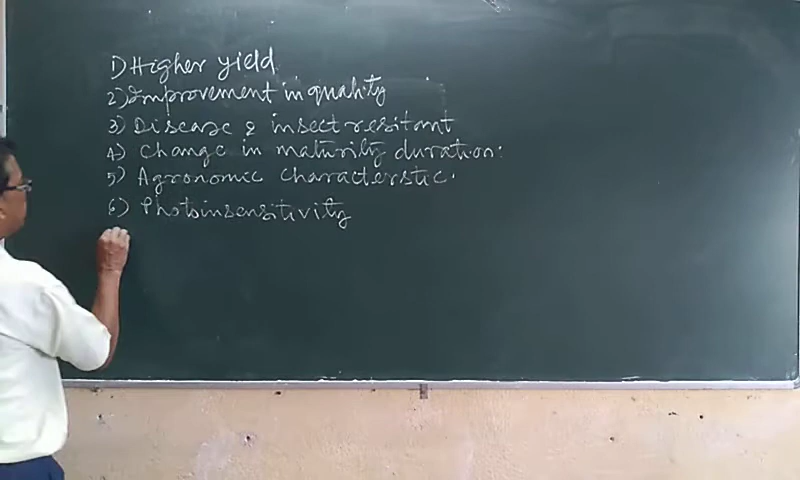 1) Higher yield
2) Improvement in quality
3) Disease & insect resitant
4) Change in maturity duration:
5) Agronomic characterstic.
6) Photoinsensitivity